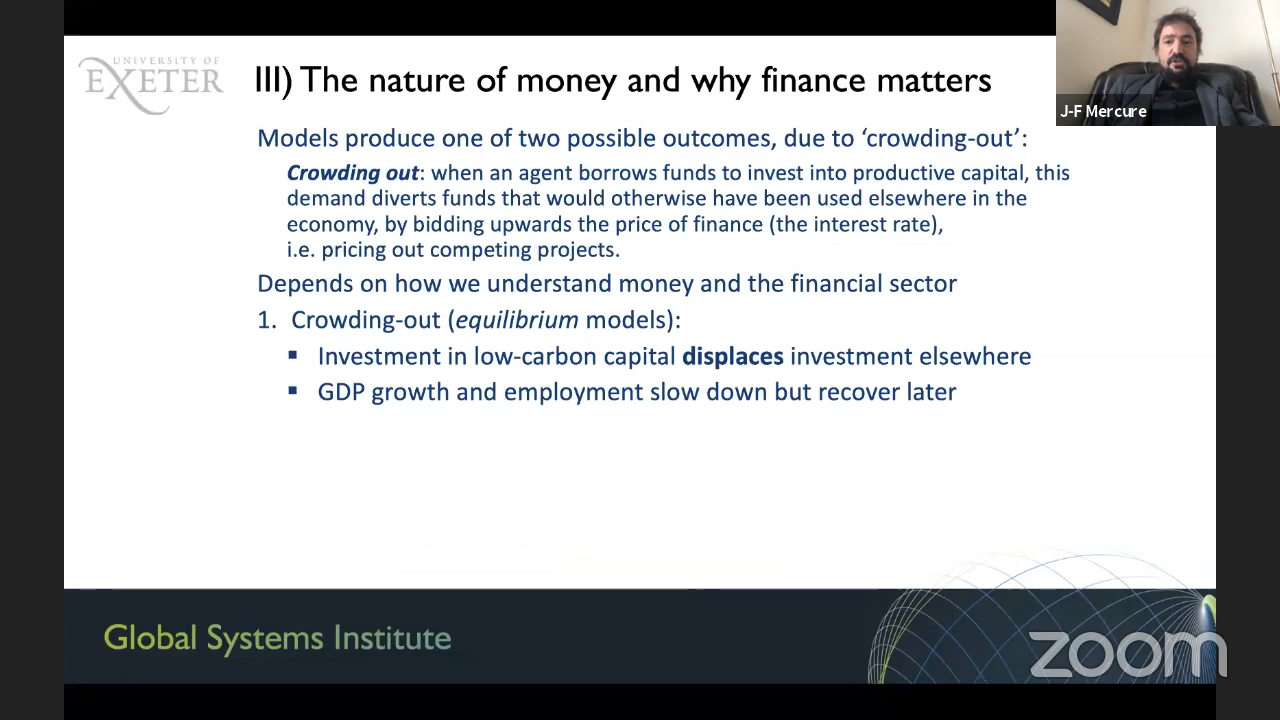 UNIVERSITY OF
EXETER
III) The nature of money and why finance matters
J-F Mercure
Models produce one of two possible outcomes, due to ‘crowding-out’:
Crowding out: when an agent borrows funds to invest into productive capital, this
demand diverts funds that would otherwise have been used elsewhere in the
economy, by bidding upwards the price of finance (the interest rate),
i.e. pricing out competing projects.
Depends on how we understand money and the financial sector
1. Crowding-out (equilibrium models):
▪ Investment in low-carbon capital displaces investment elsewhere
▪ GDP growth and employment slow down but recover later
Global Systems Institute
zoom